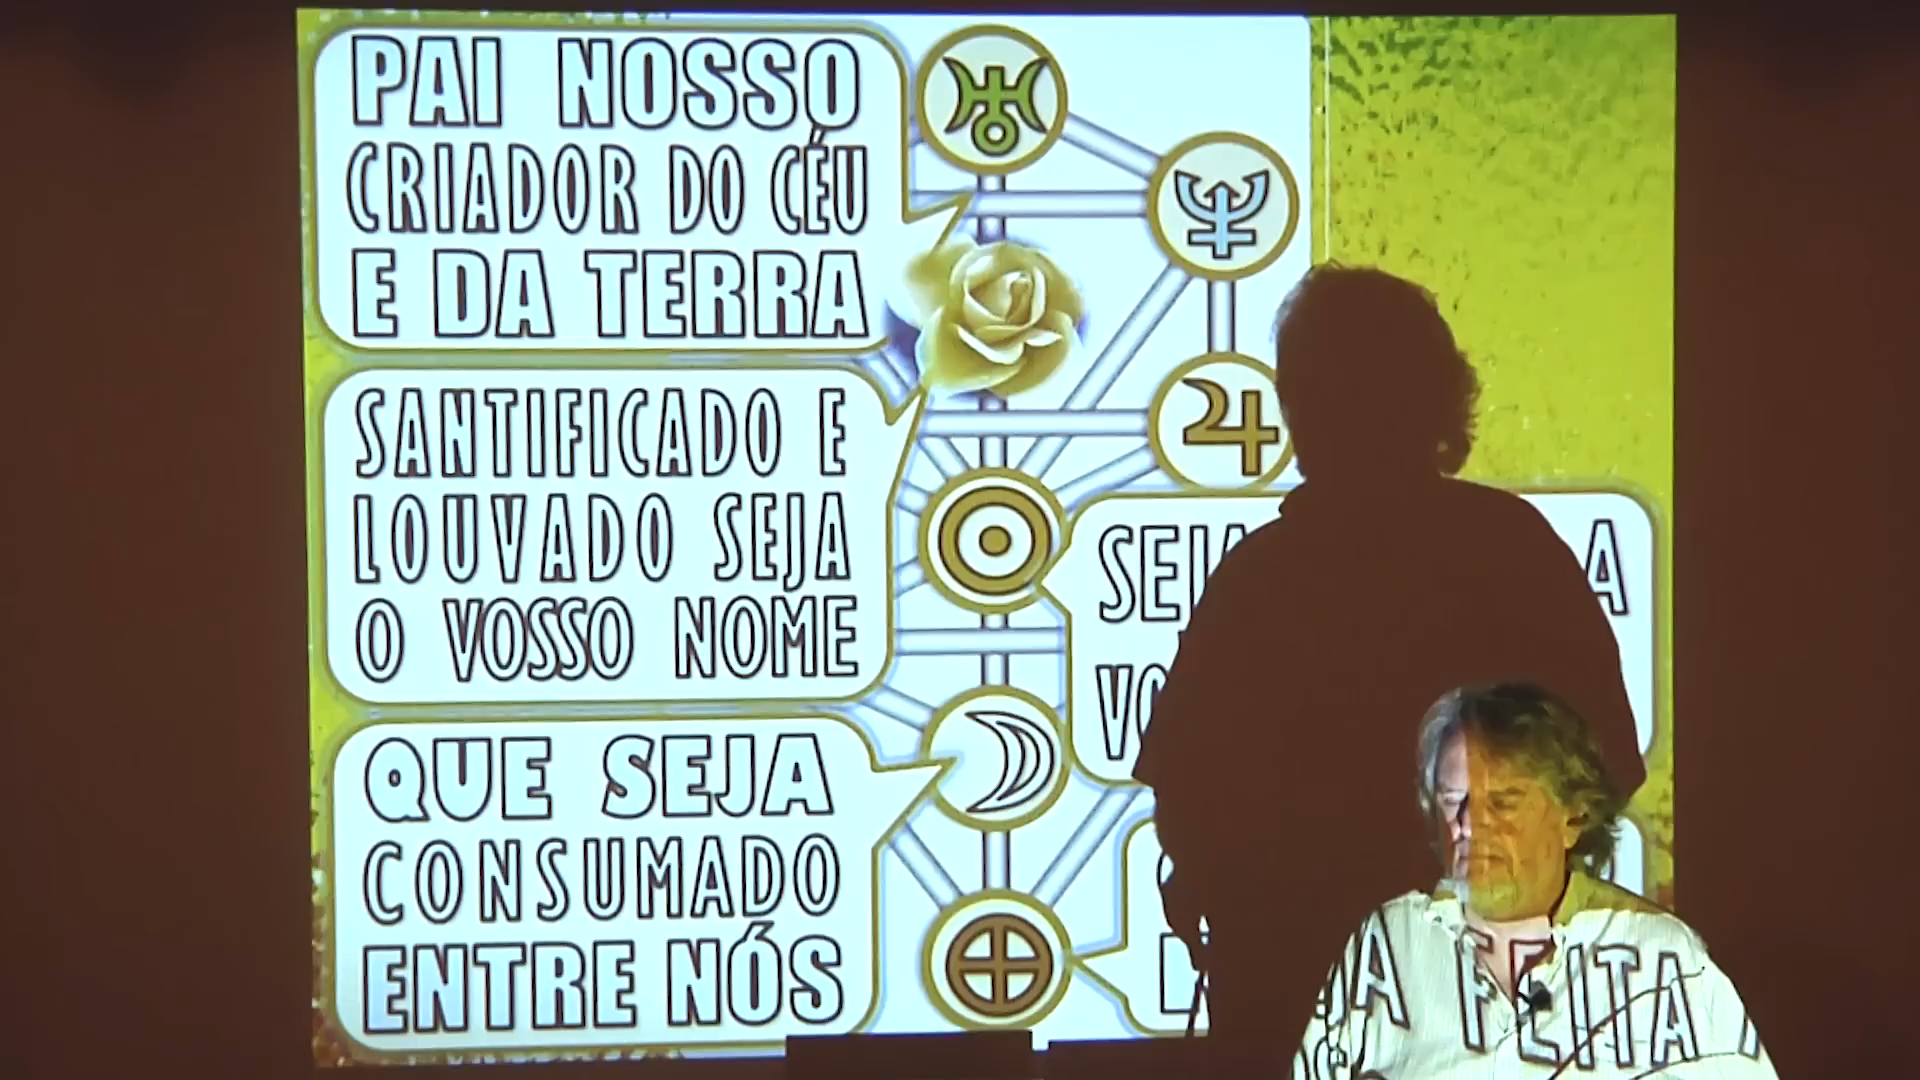 PAI NOSSO
CRIADOR DO CÉU
E DA TERRA
SANTIFICADO E
LOUVADO SEJA
O VOSSO NOME
QUE SEJA
CONSUMADO
ENTRE NÓS
FEITA